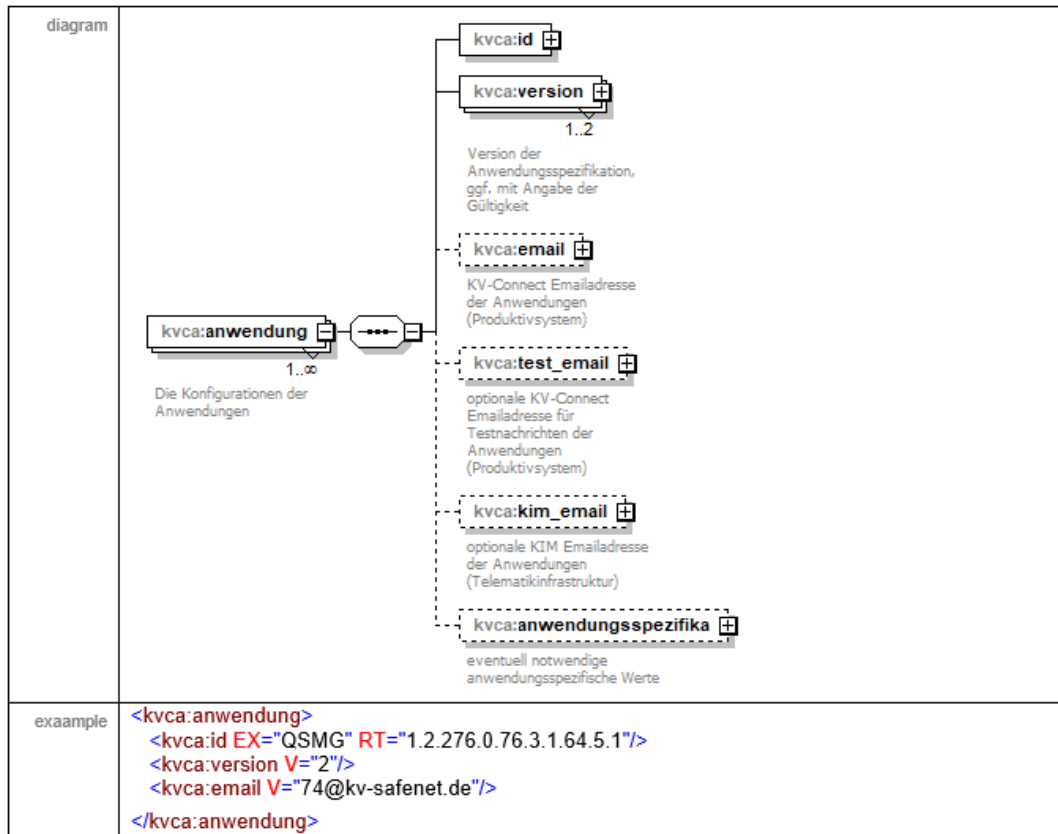 diagram
kvca:id
kvca:version
1..2
Version der
Anwendungsspezifikation,
ggf. mit Angabe der
Gültigkeit
kvca:email
KV-Connect Emailadresse
der Anwendungen
(Produktivsystem)
kvca:anwendung
1..∞
Die Konfigurationen der
Anwendungen
kvca:test_email
optionale KV-Connect
Emailadresse für
Testnachrichten der
Anwendungen
(Produktivsystem)
kvca:kim_email
optionale KIM Emailadresse
der Anwendungen
(Telematikinfrastruktur)
kvca:anwendungsspezifika
eventuell notwendige
anwendungsspezifische Werte
exaample
<kvca:anwendung>
<kvca:id EX="QSMG" RT="1.2.276.0.76.3.1.64.5.1"/>
<kvca:version V="2"/>
<kvca:email V="74@kv-safenet.de"/>
</kvca:anwendung>